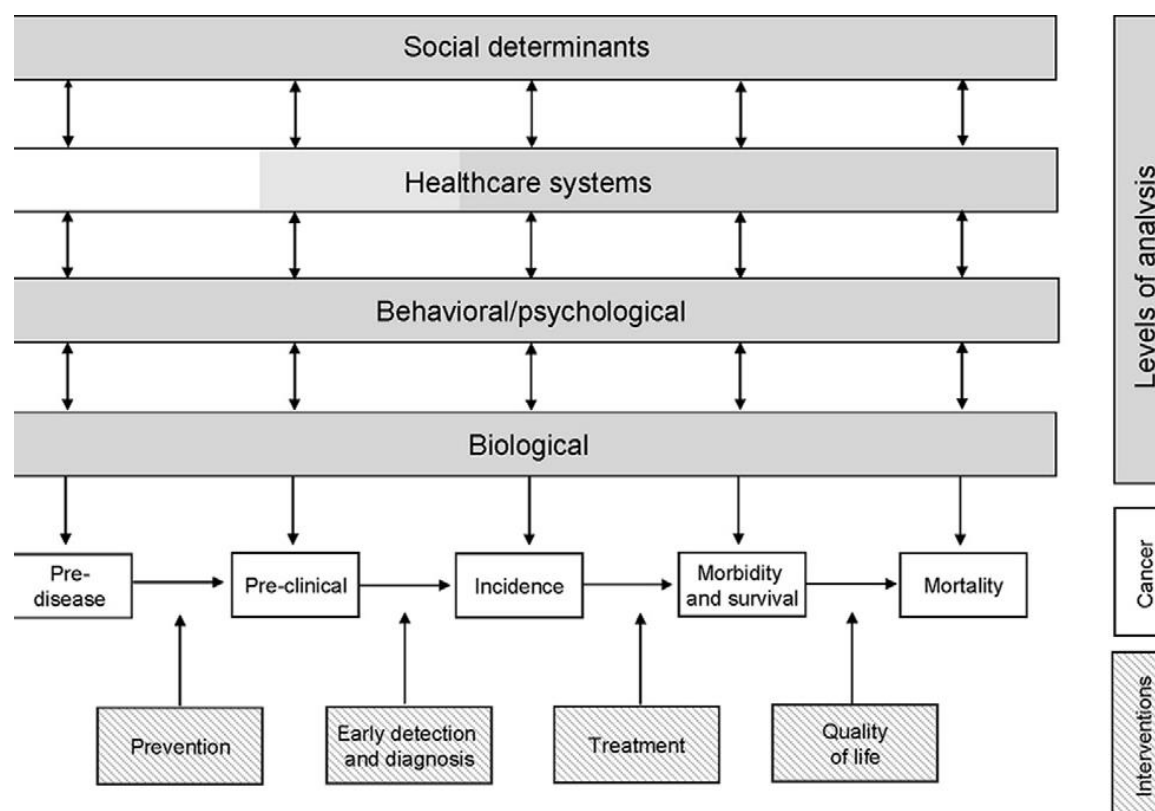 Social determinants
Healthcare systems
Behavioral/psychological
Biological
Pre-
disease
Pre-clinical
Incidence
Morbidity
and survival
Mortality
Prevention
Early detection
and diagnosis
Treatment
Quality
of life
Levels of analysis
Cancer
Interventions